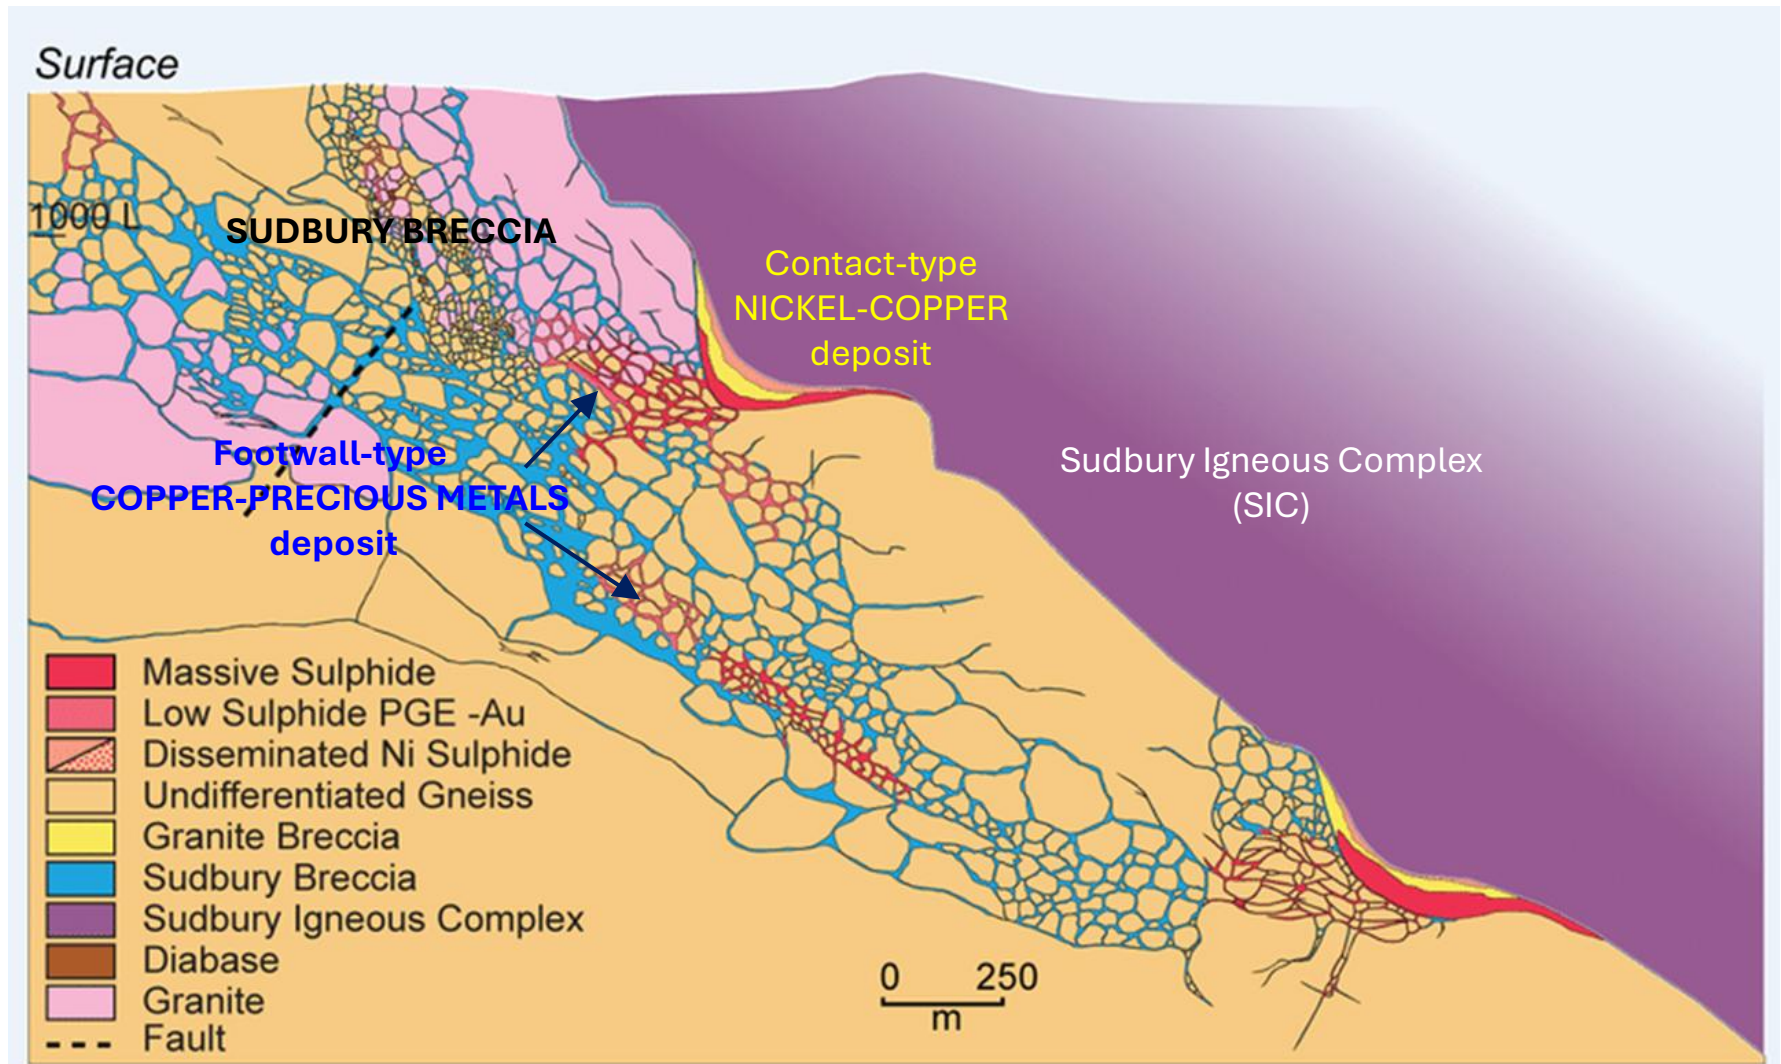 Surface
1000 L
SUDBURY BRECCIA
Contact-type
NICKEL-COPPER
deposit
Footwall-type
COPPER-PRECIOUS METALS
deposit
Sudbury Igneous Complex
(SIC)
Massive Sulphide
Low Sulphide PGE -Au
Disseminated Ni Sulphide
Undifferentiated Gneiss
Granite Breccia
Sudbury Breccia
Sudbury Igneous Complex
Diabase
Granite
Fault
0 250
m